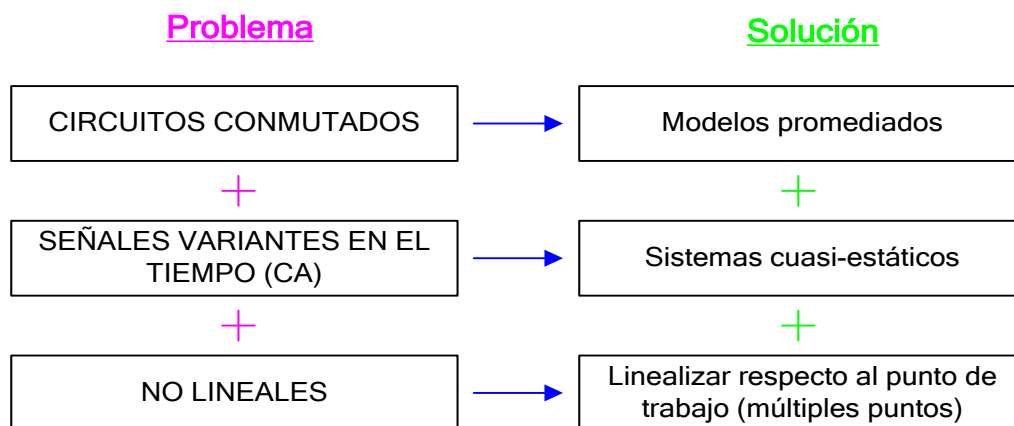 Problema
Solución
CIRCUITOS CONMUTADOS
Modelos promediados
SEÑALES VARIANTES EN EL
TIEMPO (CA)
Sistemas cuasi-estáticos
NO LINEALES
Linealizar respecto al punto de
trabajo (múltiples puntos)